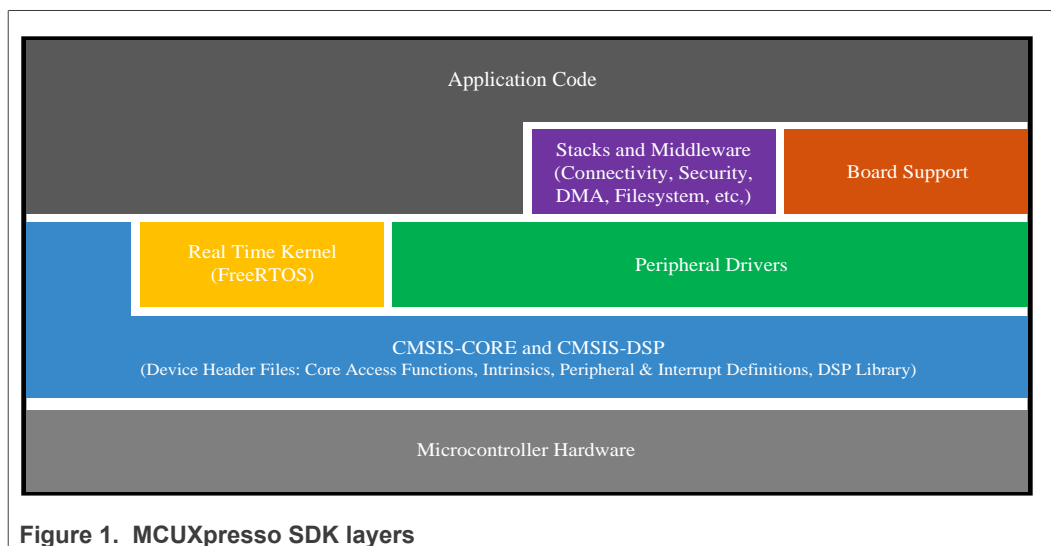 Application Code
Stacks and Middleware
(Connectivity, Security,
DMA, Filesystem, etc,)
Board Support
Real Time Kernel
(FreeRTOS)
Peripheral Drivers
CMSIS-CORE and CMSIS-DSP
(Device Header Files: Core Access Functions, Intrinsics, Peripheral & Interrupt Definitions, DSP Library)
Microcontroller Hardware
Figure 1. MCUXpresso SDK layers